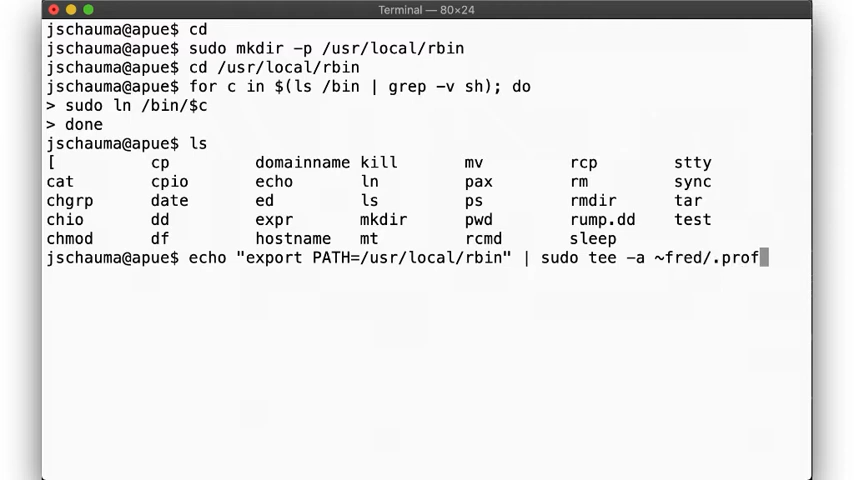 Terminal — 80×24
jschauma@apue$ cd
jschauma@apue$ sudo mkdir -p /usr/local/rbin
jschauma@apue$ cd /usr/local/rbin
jschauma@apue$ for c in $(ls /bin | grep -v sh); do
> sudo ln /bin/$c
> done
jschauma@apue$ ls
[ cp domainname kill mv rcp stty
cat cpio echo ln pax rm sync
chgrp date ed ls ps rmdir tar
chio dd expr mkdir pwd rump.dd test
chmod df hostname mt rcmd sleep
jschauma@apue$ echo "export PATH=/usr/local/rbin" | sudo tee -a ~fred/.prof